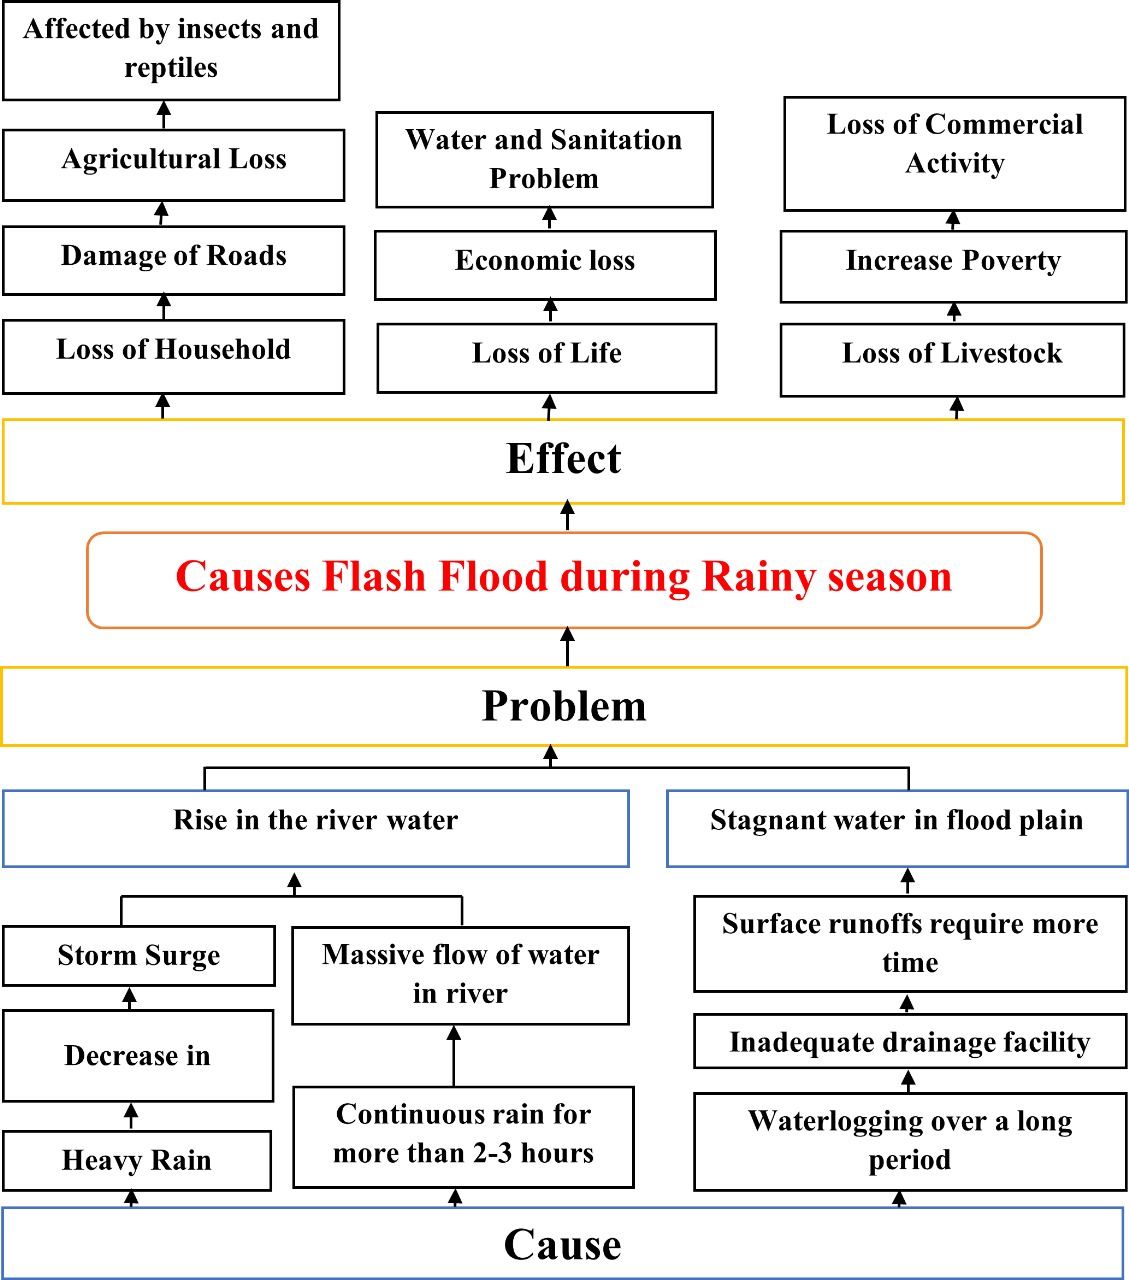 Affected by insects and
reptiles
Agricultural Loss
Damage of Roads
Loss of Household
Water and Sanitation
Problem
Economic loss
Loss of Life
Loss of Commercial
Activity
Increase Poverty
Loss of Livestock
Effect
Causes Flash Flood during Rainy season
Problem
Rise in the river water
Stagnant water in flood plain
Storm Surge
Decrease in
Heavy Rain
Massive flow of water
in river
Continuous rain for
more than 2-3 hours
Surface runoffs require more
time
Inadequate drainage facility
Waterlogging over a long
period
Cause